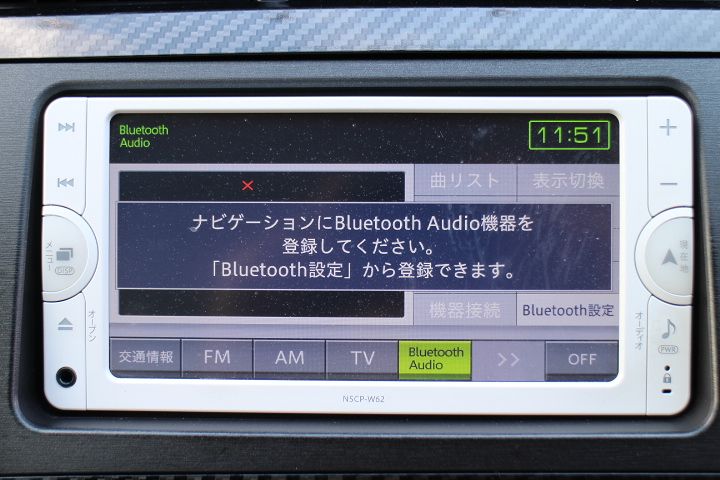 Bluetooth
Audio
11:51
曲リスト
表示切換
ナビゲーションにBluetooth Audio機器を
登録してください。
「Bluetooth設定」から登録できます。
機器接続
Bluetooth設定
交通情報
FM
AM
TV
Bluetooth
Audio
>>
OFF
メニュー
DISP
オープン
現在地
オーディオ
PWR
NSCP-W62